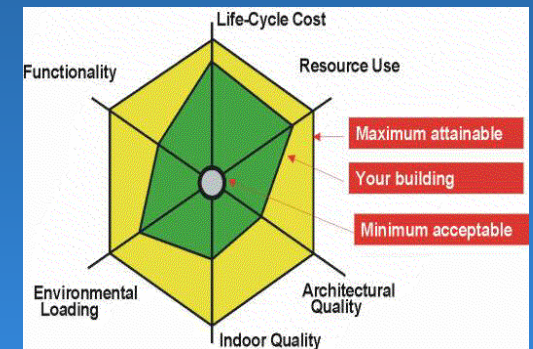 Life-Cycle Cost
Functionality
Resource Use
Maximum attainable
Your building
Minimum acceptable
Environmental
Loading
Architectural
Quality
Indoor Quality